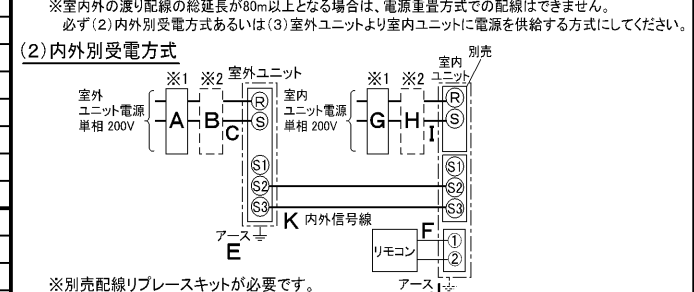 ※室内外の渡り配線の総延長が80m以上となる場合は、電源重畳方式での配線はできません。
必ず(2)内外別受電方式あるいは(3)室外ユニットより室内ユニットに電源を供給する方式にしてください。
(2)内外別受電方式
別売
※1 ※2 室外ユニット ※1 ※2 室内
ユニット
室外
ユニット電源
単相 200V
A B C R S
室内
ユニット電源
単相 200V
G H I R S
S1 S1
S2 S2
S3 S3
K 内外信号線
アース
E
リモコン F ① ②
※別売配線リプレースキットが必要です。
アース